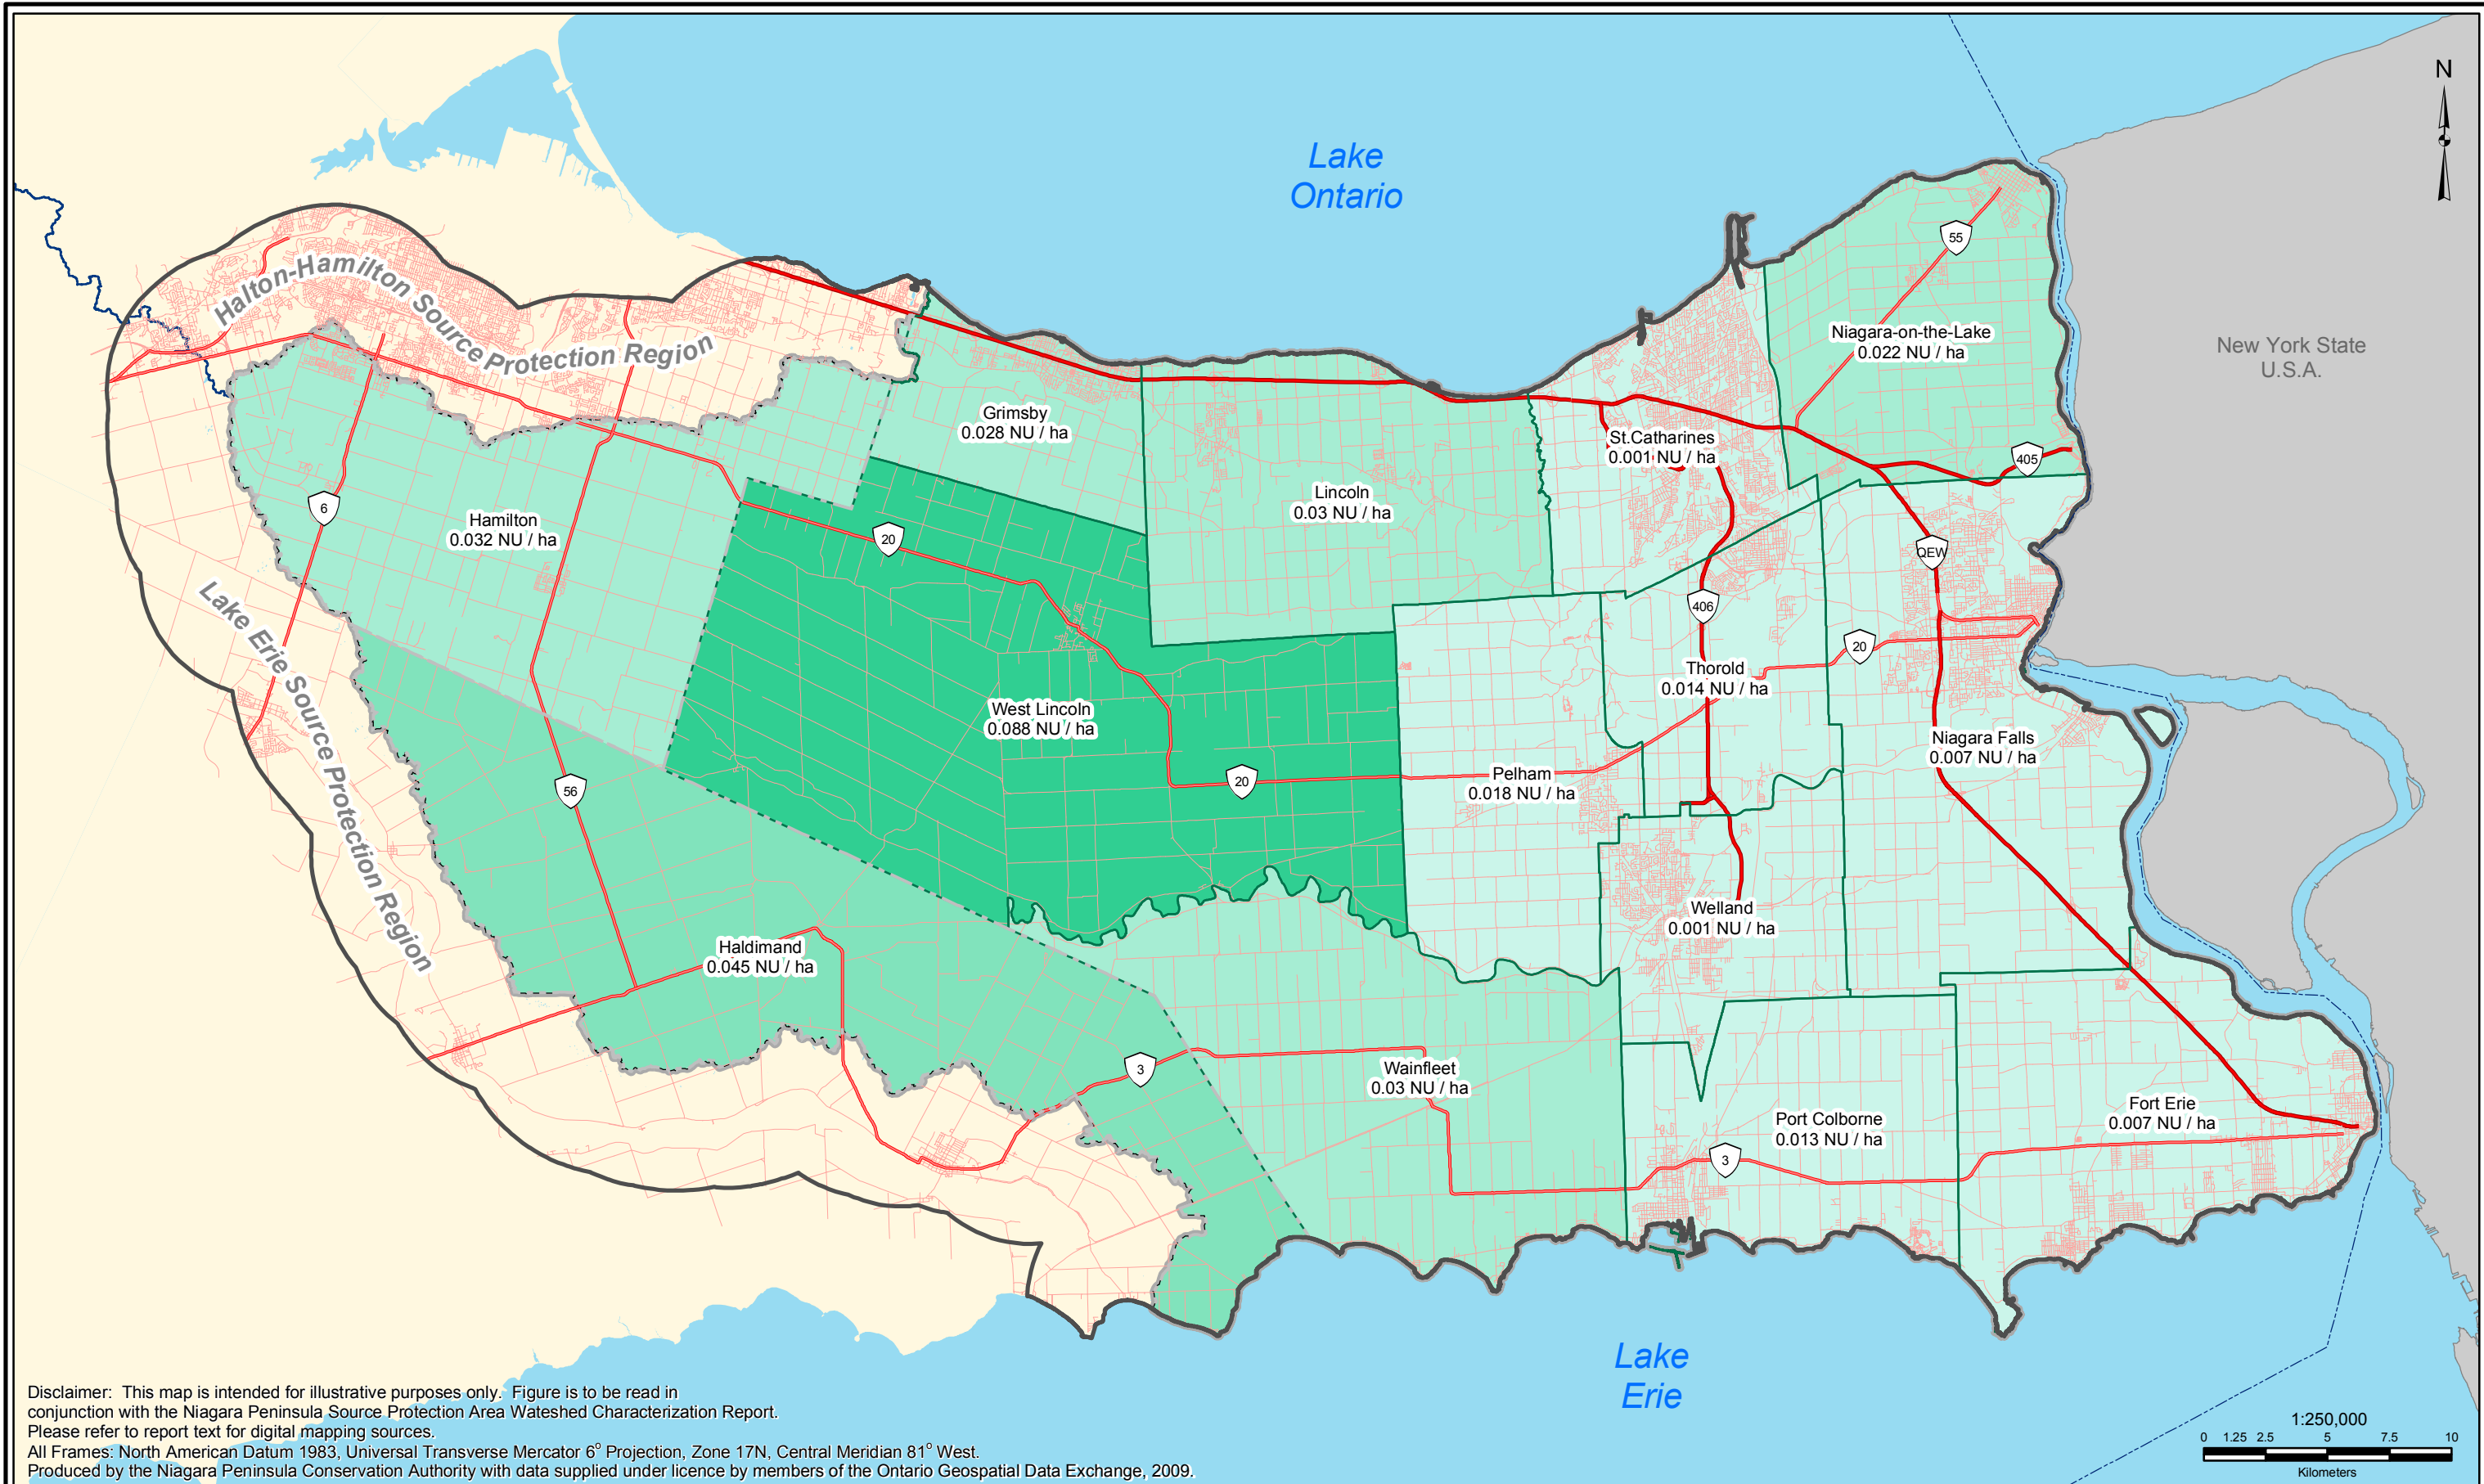 Lake
Ontario
N
Halton-Hamilton Source Protection Region
55
Niagara-on-the-Lake
0.022 NU / ha
New York State
U.S.A.
Grimsby
0.028 NU / ha
St.Catharines
0.001 NU / ha
405
Lincoln
0.03 NU / ha
6
Hamilton
0.032 NU / ha
20
QEW
406
20
Lake Erie Source Protection Region
Thorold
0.014 NU / ha
West Lincoln
0.088 NU / ha
Niagara Falls
0.007 NU / ha
56
20
Pelham
0.018 NU / ha
Welland
0.001 NU / ha
Haldimand
0.045 NU / ha
3
Wainfleet
0.03 NU / ha
Port Colborne
0.013 NU / ha
Fort Erie
0.007 NU / ha
3
Lake
Erie
Disclaimer: This map is intended for illustrative purposes only. Figure is to be read in
conjunction with the Niagara Peninsula Source Protection Area Wateshed Characterization Report.
Please refer to report text for digital mapping sources.
All Frames: North American Datum 1983, Universal Transverse Mercator 6° Projection, Zone 17N, Central Meridian 81° West.
Produced by the Niagara Peninsula Conservation Authority with data supplied under licence by members of the Ontario Geospatial Data Exchange, 2009.
1:250,000
0 1.25 2.5 5 7.5 10
Kilometers